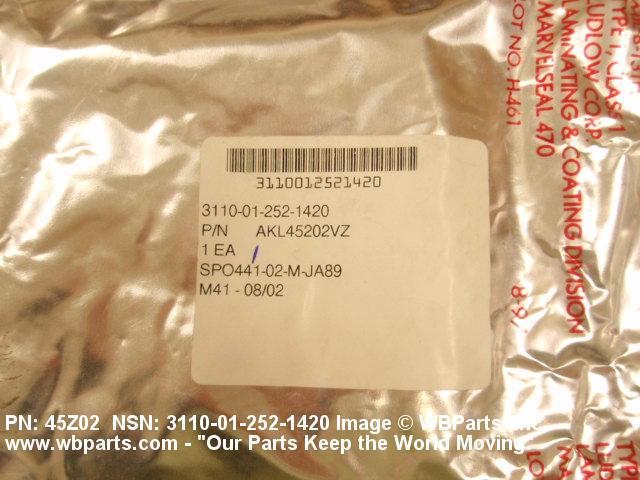 3110012521420
3110-01-252-1420
P/N AKL45202VZ
1 EA
SPO441-02-M-JA89
M41 - 08/02
TYPE 1, CLASS 1
LUDLOW CORP
LAMINATING & COATING DIVISION
MARVELSEAL 470
LOT NO. H461
PN: 45Z02 NSN: 3110-01-252-1420 Image © WBParts, Inc
www.wbparts.com - "Our Parts Keep the World Moving"